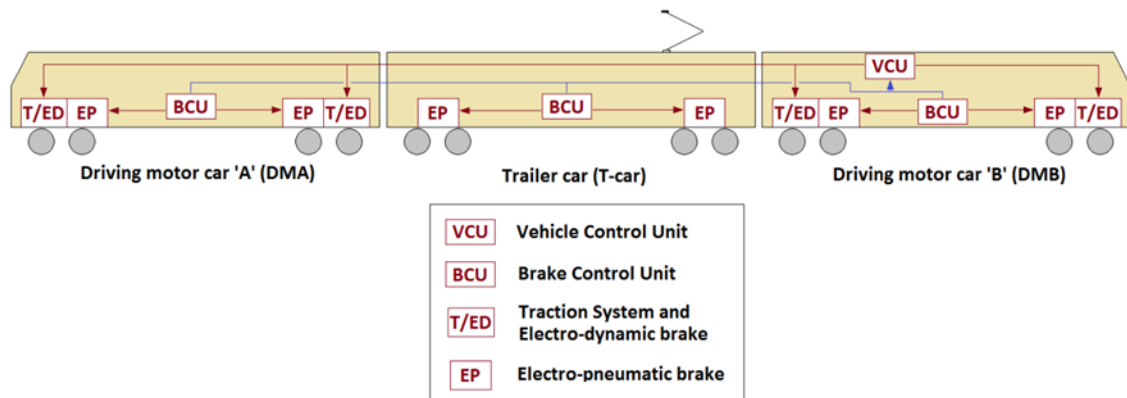 VCU
T/ED EP BCU EP T/ED EP BCU EP T/ED EP BCU EP T/ED
Driving motor car 'A' (DMA) Trailer car (T-car) Driving motor car 'B' (DMB)
VCU Vehicle Control Unit
BCU Brake Control Unit
T/ED Traction System and
Electro-dynamic brake
EP Electro-pneumatic brake